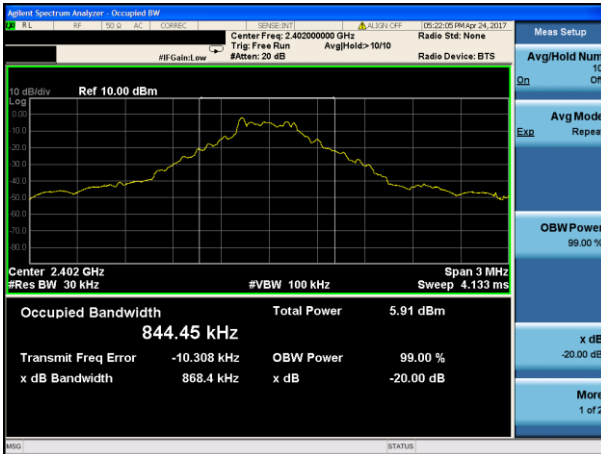 Agilent Spectrum Analyzer - Occupied BW
RL RF 50 Ω AC CORREC SENSE:INT ALIGN OFF 05:22:05 PM Apr 24, 2017
Center Freq: 2.402000000 GHz Radio Std: None
Trig: Free Run Avg|Hold:>10/10
#IFGain:Low #Atten: 20 dB Radio Device: BTS
10 dB/div Ref 10.00 dBm
Log
0.00
-10.0
-20.0
-30.0
-40.0
-50.0
-60.0
-70.0
-80.0
Center 2.402 GHz Span 3 MHz
#Res BW 30 kHz #VBW 100 kHz Sweep 4.133 ms
Occupied Bandwidth Total Power 5.91 dBm
844.45 kHz
Transmit Freq Error -10.308 kHz OBW Power 99.00 %
x dB Bandwidth 868.4 kHz x dB -20.00 dB
MSG STATUS
Meas Setup
Avg/Hold Num
10
On Of
Avg Mode
Exp Repeat
OBW Power
99.00 %
x dB
-20.00 dB
More
1 of 2